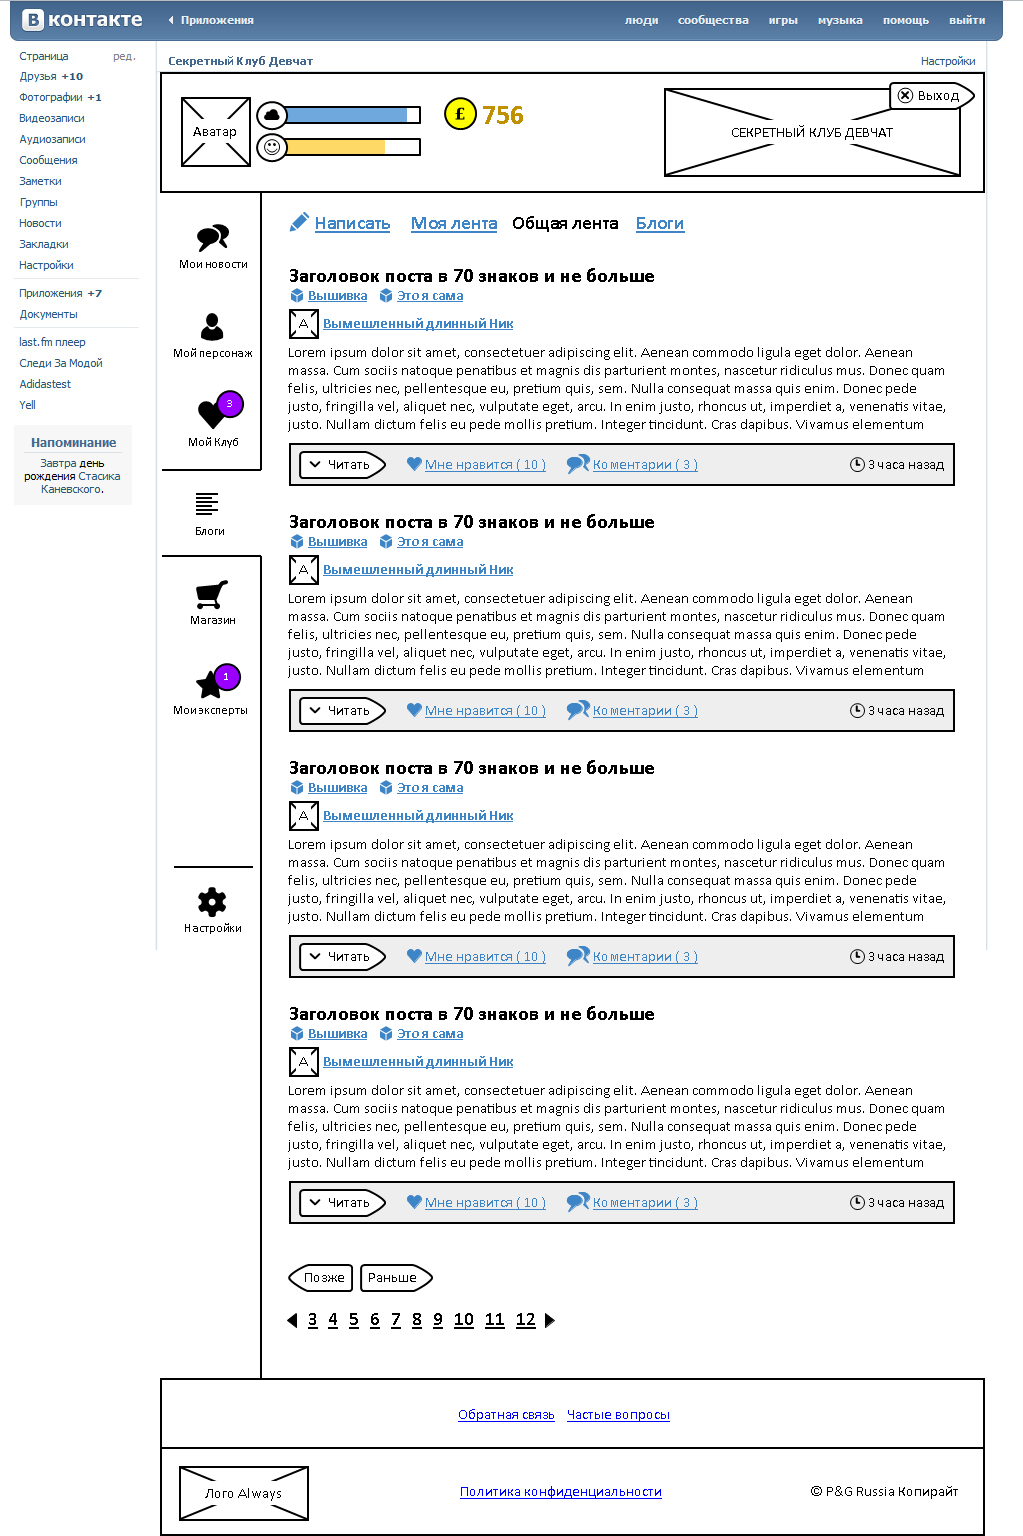 В контакте
Приложения
люди сообщества игры музыка помощь выйти
Страница ред.
Друзья +10
Фотографии +1
Видеозаписи
Аудиозаписи
Сообщения
Заметки
Группы
Новости
Закладки
Настройки
Приложения +7
Документы
last.fm плеер
Следи За Модой
Adidastest
Yell
Напоминание
Завтра день
рождения Стасика
Каневского.
Секретный Клуб Девчат Настройки
Аватар
£ 756
Выход
СЕКРЕТНЫЙ КЛУБ ДЕВЧАТ
Мои новости
Мой персонаж
3
Мой Клуб
Блоги
Магазин
1
Мои эксперты
Настройки
Написать Моя лента Общая лента Блоги
Заголовок поста в 70 знаков и не больше
Вышивка Это я сама
А Вымешленный длинный Ник
Lorem ipsum dolor sit amet, consectetuer adipiscing elit. Aenean commodo ligula eget dolor. Aenean
massa. Cum sociis natoque penatibus et magnis dis parturient montes, nascetur ridiculus mus. Donec quam
felis, ultricies nec, pellentesque eu, pretium quis, sem. Nulla consequat massa quis enim. Donec pede
justo, fringilla vel, aliquet nec, vulputate eget, arcu. In enim justo, rhoncus ut, imperdiet a, venenatis vitae,
justo. Nullam dictum felis eu pede mollis pretium. Integer tincidunt. Cras dapibus. Vivamus elementum
Читать Мне нравится ( 10 ) Коментарии ( 3 ) 3 часа назад
Заголовок поста в 70 знаков и не больше
Вышивка Это я сама
А Вымешленный длинный Ник
Lorem ipsum dolor sit amet, consectetuer adipiscing elit. Aenean commodo ligula eget dolor. Aenean
massa. Cum sociis natoque penatibus et magnis dis parturient montes, nascetur ridiculus mus. Donec quam
felis, ultricies nec, pellentesque eu, pretium quis, sem. Nulla consequat massa quis enim. Donec pede
justo, fringilla vel, aliquet nec, vulputate eget, arcu. In enim justo, rhoncus ut, imperdiet a, venenatis vitae,
justo. Nullam dictum felis eu pede mollis pretium. Integer tincidunt. Cras dapibus. Vivamus elementum
Читать Мне нравится ( 10 ) Коментарии ( 3 ) 3 часа назад
Заголовок поста в 70 знаков и не больше
Вышивка Это я сама
А Вымешленный длинный Ник
Lorem ipsum dolor sit amet, consectetuer adipiscing elit. Aenean commodo ligula eget dolor. Aenean
massa. Cum sociis natoque penatibus et magnis dis parturient montes, nascetur ridiculus mus. Donec quam
felis, ultricies nec, pellentesque eu, pretium quis, sem. Nulla consequat massa quis enim. Donec pede
justo, fringilla vel, aliquet nec, vulputate eget, arcu. In enim justo, rhoncus ut, imperdiet a, venenatis vitae,
justo. Nullam dictum felis eu pede mollis pretium. Integer tincidunt. Cras dapibus. Vivamus elementum
Читать Мне нравится ( 10 ) Коментарии ( 3 ) 3 часа назад
Заголовок поста в 70 знаков и не больше
Вышивка Это я сама
А Вымешленный длинный Ник
Lorem ipsum dolor sit amet, consectetuer adipiscing elit. Aenean commodo ligula eget dolor. Aenean
massa. Cum sociis natoque penatibus et magnis dis parturient montes, nascetur ridiculus mus. Donec quam
felis, ultricies nec, pellentesque eu, pretium quis, sem. Nulla consequat massa quis enim. Donec pede
justo, fringilla vel, aliquet nec, vulputate eget, arcu. In enim justo, rhoncus ut, imperdiet a, venenatis vitae,
justo. Nullam dictum felis eu pede mollis pretium. Integer tincidunt. Cras dapibus. Vivamus elementum
Читать Мне нравится ( 10 ) Коментарии ( 3 ) 3 часа назад
Позже Раньше
3 4 5 6 7 8 9 10 11 12
Обратная связь Частые вопросы
Лого Always Политика конфиденциальности © P&G Russia Копирайт